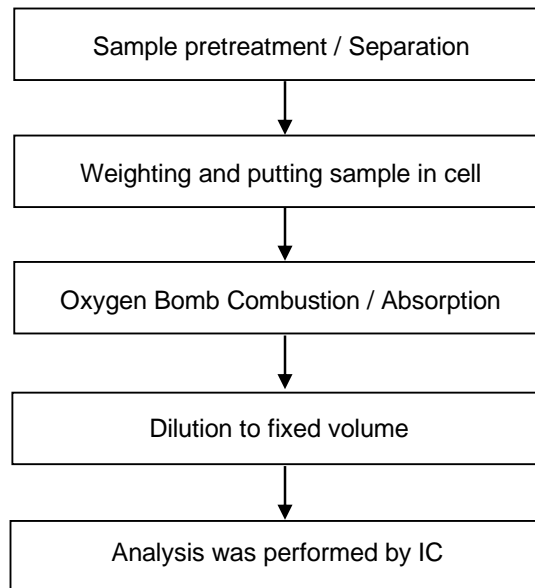 Sample pretreatment / Separation
Weighting and putting sample in cell
Oxygen Bomb Combustion / Absorption
Dilution to fixed volume
Analysis was performed by IC